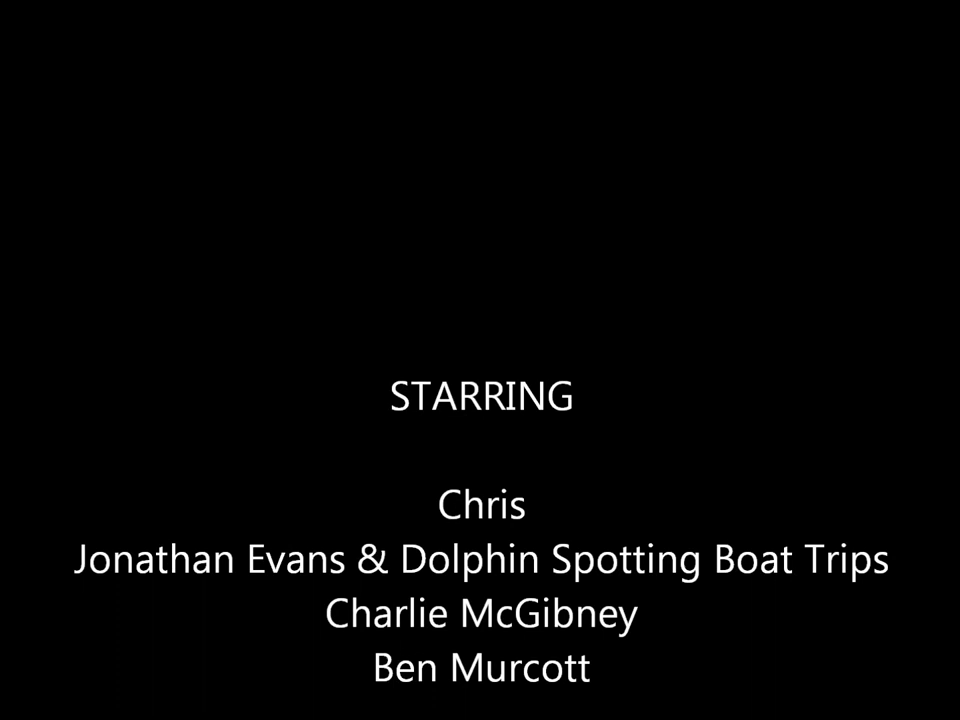 STARRING
Chris
Jonathan Evans & Dolphin Spotting Boat Trips
Charlie McGibney
Ben Murcott